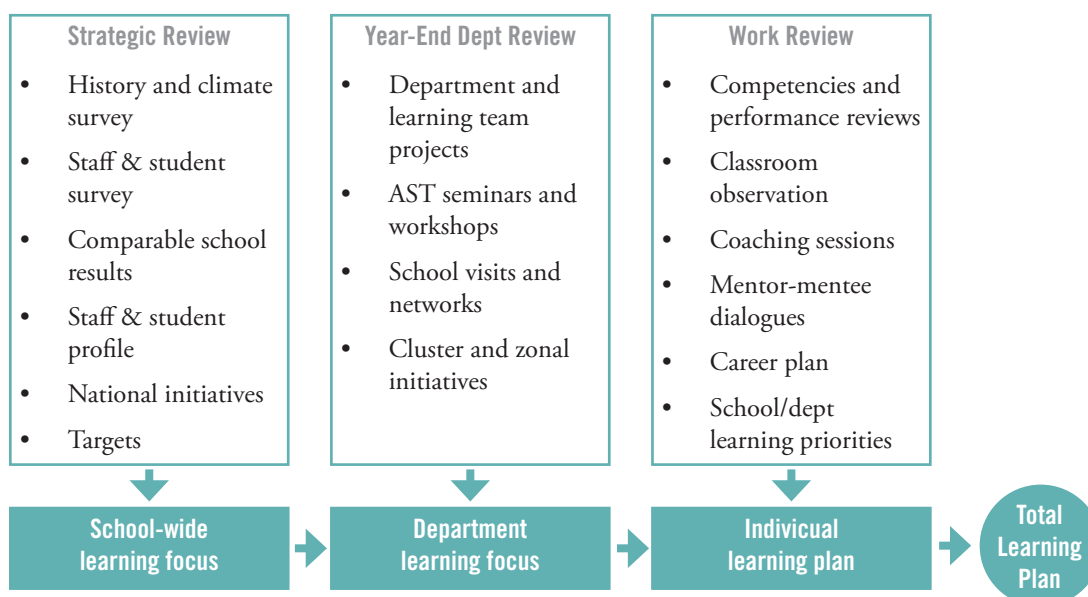 Strategic Review
• History and climate
survey
• Staff & student
survey
• Comparable school
results
• Staff & student
profile
• National initiatives
• Targets
Year-End Dept Review
• Department and
learning team
projects
• AST seminars and
workshops
• School visits and
networks
• Cluster and zonal
initiatives
Work Review
• Competencies and
performance reviews
• Classroom
observation
• Coaching sessions
• Mentor-mentee
dialogues
• Career plan
• School/dept
learning priorities
School-wide
learning focus
Department
learning focus
Indivicual
learning plan
Total
Learning
Plan